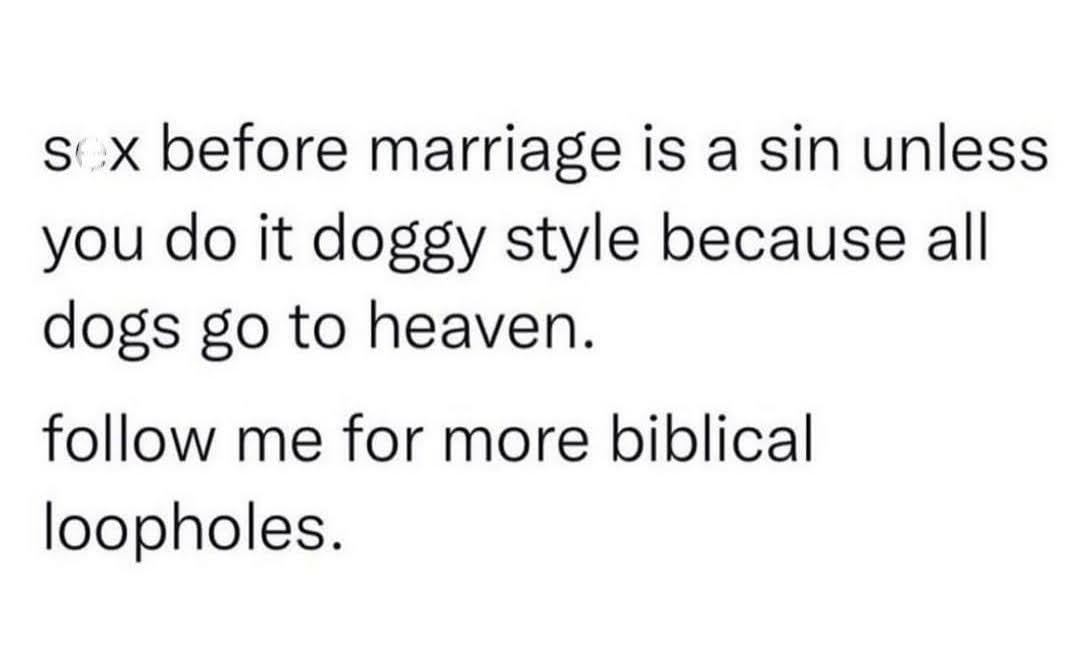 sex before marriage is a sin unless
you do it doggy style because all
dogs go to heaven.
follow me for more biblical
loopholes.